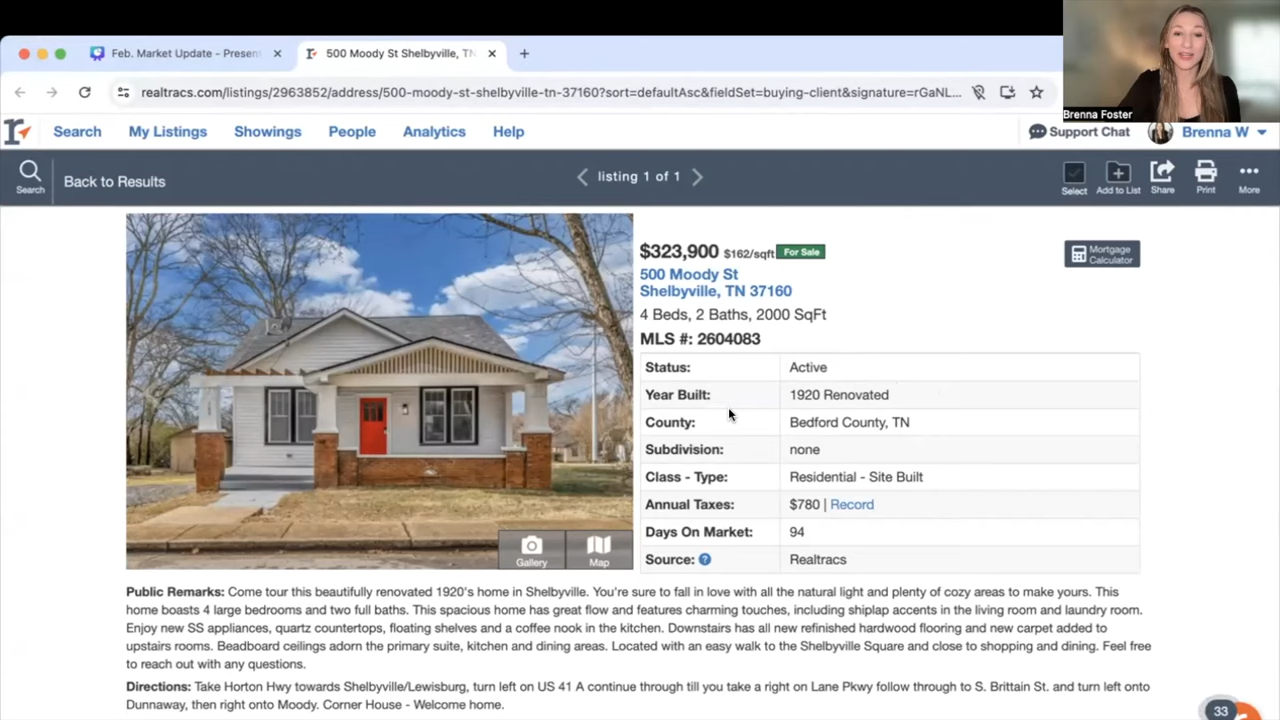 Feb. Market Update - Present
500 Moody St Shelbyville, TN
realtracs.com/listings/2963852/address/500-moody-st-shelbyville-tn-37160?sort=defaultAsc&fieldSet=buying-client&signature=rGaNL...
Brenna Foster
Search My Listings Showings People Analytics Help
Support Chat Brenna W
Search
Back to Results
listing 1 of 1
Select Add to List Share Print More
$323,900 $162/sqft For Sale
Mortgage
Calculator
500 Moody St
Shelbyville, TN 37160
4 Beds, 2 Baths, 2000 SqFt
MLS #: 2604083
Status: Active
Year Built: 1920 Renovated
County: Bedford County, TN
Subdivision: none
Class - Type: Residential - Site Built
Annual Taxes: $780 | Record
Days On Market: 94
Source: ? Realtracs
Gallery Map
Public Remarks: Come tour this beautifully renovated 1920's home in Shelbyville. You're sure to fall in love with all the natural light and plenty of cozy areas to make yours. This
home boasts 4 large bedrooms and two full baths. This spacious home has great flow and features charming touches, including shiplap accents in the living room and laundry room.
Enjoy new SS appliances, quartz countertops, floating shelves and a coffee nook in the kitchen. Downstairs has all new refinished hardwood flooring and new carpet added to
upstairs rooms. Beadboard ceilings adorn the primary suite, kitchen and dining areas. Located with an easy walk to the Shelbyville Square and close to shopping and dining. Feel free
to reach out with any questions.
Directions: Take Horton Hwy towards Shelbyville/Lewisburg, turn left on US 41 A continue through till you take a right on Lane Pkwy follow through to S. Brittain St. and turn left onto
Dunnaway, then right onto Moody. Corner House - Welcome home.
33